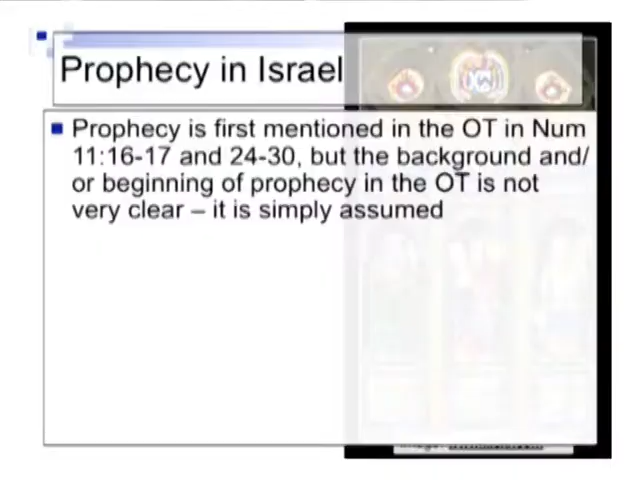 Prophecy in Israel
Prophecy is first mentioned in the OT in Num
11:16-17 and 24-30, but the background and/
or beginning of prophecy in the OT is not
very clear – it is simply assumed